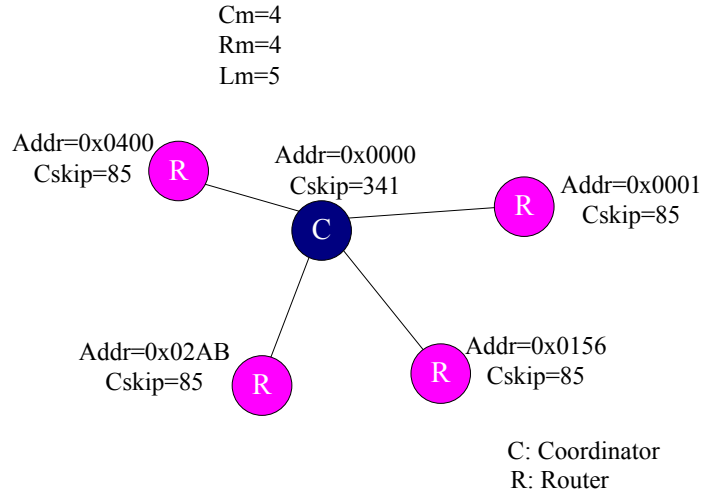 Cm=4
Rm=4
Lm=5
Addr=0x0400
Cskip=85
R
Addr=0x0000
Cskip=341
C
Addr=0x0001
Cskip=85
R
Addr=0x02AB
Cskip=85
R
Addr=0x0156
Cskip=85
R
C: Coordinator
R: Router